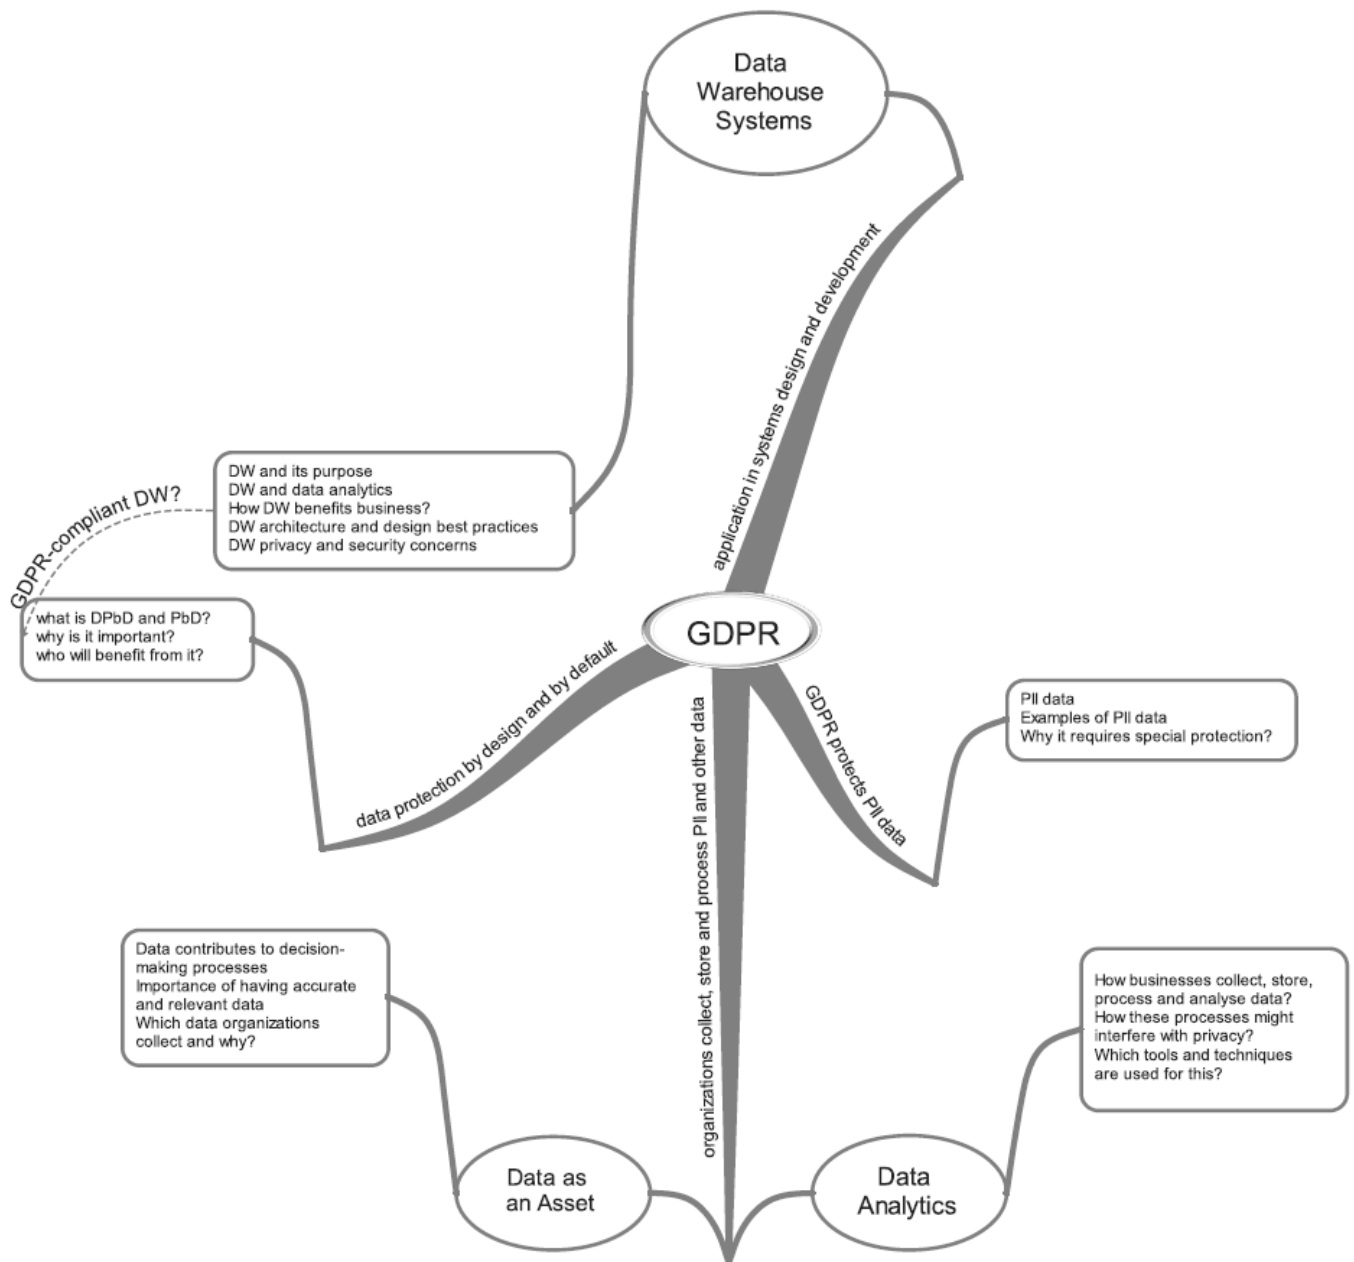 Data
Warehouse
Systems
application in systems design and development
DW and its purpose
DW and data analytics
How DW benefits business?
DW architecture and design best practices
DW privacy and security concerns
GDPR-compliant DW?
what is DPbD and PbD?
why is it important?
who will benefit from it?
GDPR
data protection by design and by default
organizations collect, store and process PII and other data
GDPR protects PII data
PII data
Examples of PII data
Why it requires special protection?
Data contributes to decision-
making processes
Importance of having accurate
and relevant data
Which data organizations
collect and why?
How businesses collect, store,
process and analyse data?
How these processes might
interfere with privacy?
Which tools and techniques
are used for this?
Data as
an Asset
Data
Analytics